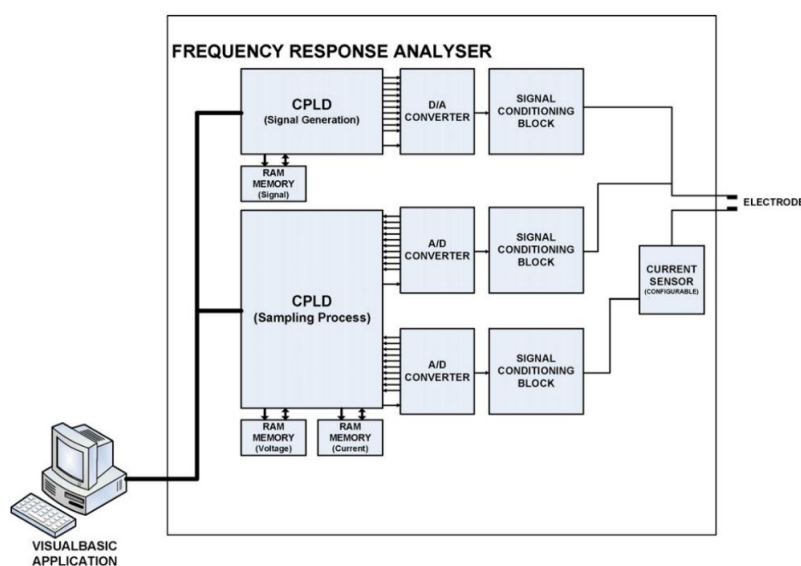 FREQUENCY RESPONSE ANALYSER
CPLD
(Signal Generation)
D/A
CONVERTER
SIGNAL
CONDITIONING
BLOCK
RAM
MEMORY
(Signal)
ELECTRODE
CPLD
(Sampling Process)
A/D
CONVERTER
SIGNAL
CONDITIONING
BLOCK
CURRENT
SENSOR
(CONFIGURABLE)
A/D
CONVERTER
SIGNAL
CONDITIONING
BLOCK
RAM
MEMORY
(Voltage)
RAM
MEMORY
(Current)
VISUALBASIC
APPLICATION